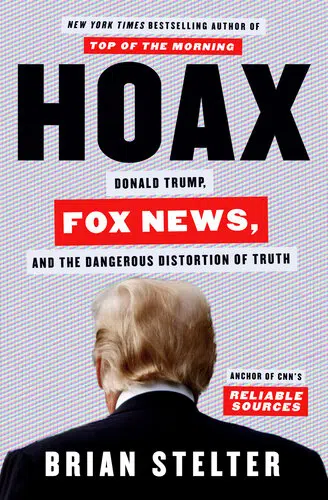 NEW YORK TIMES BESTSELLING AUTHOR OF
TOP OF THE MORNING
HOAX
DONALD TRUMP,
FOX NEWS,
AND THE DANGEROUS DISTORTION OF TRUTH
ANCHOR OF CNN'S
RELIABLE
SOURCES
BRIAN STELTER